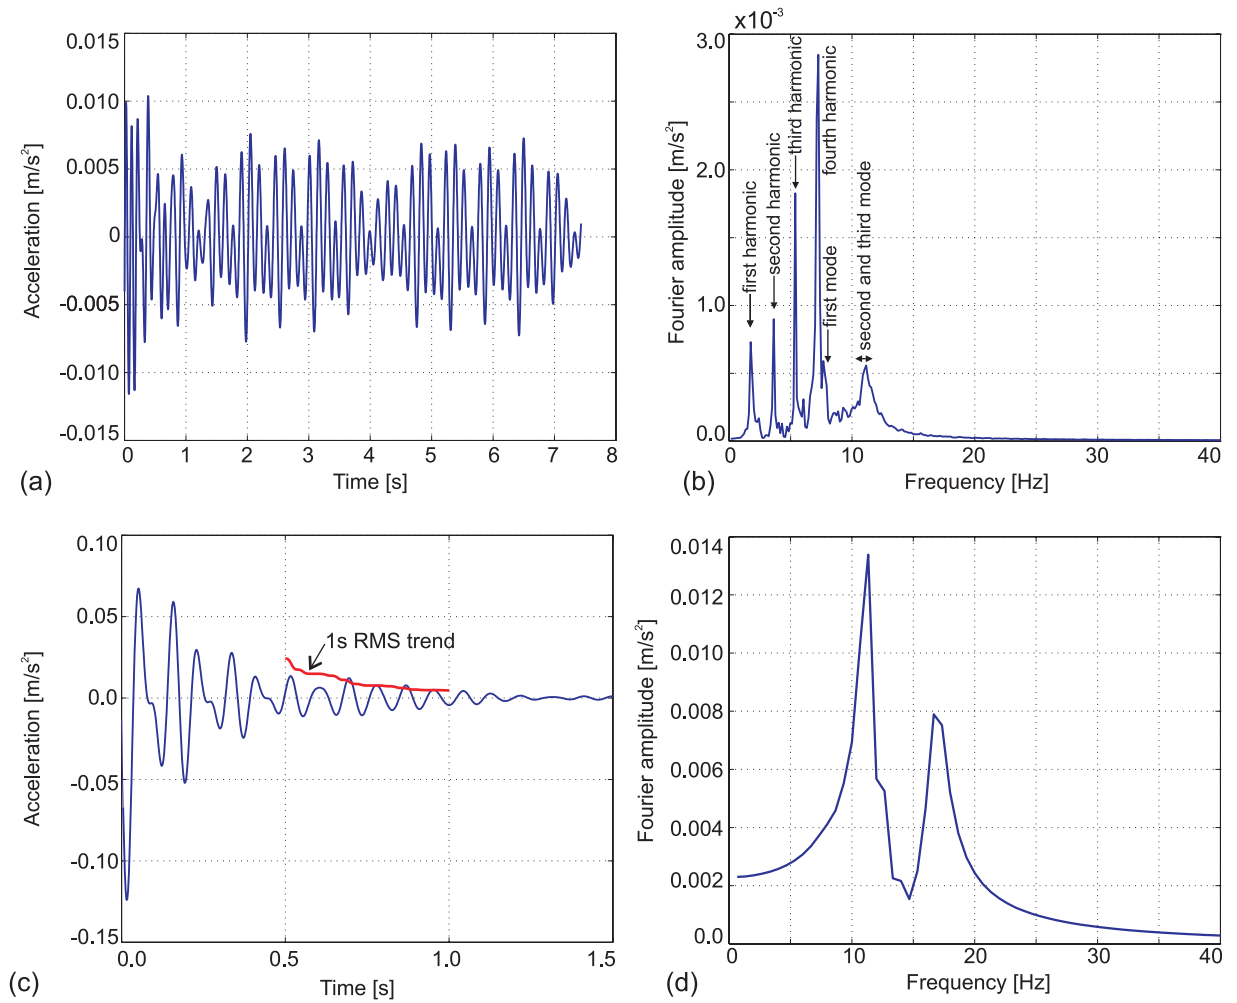 0.015
0.010
0.005
0
-0.005
-0.010
-0.015
Acceleration [m/s²]
0 1 2 3 4 5 6 7 8
Time [s]
(a)
x10⁻³
3.0
2.0
1.0
0.0
Fourier amplitude [m/s²]
first harmonic
second harmonic
third harmonic
fourth harmonic
first mode
second and third mode
0 10 20 30 40
Frequency [Hz]
(b)
0.10
0.05
0.0
-0.05
-0.10
-0.15
Acceleration [m/s²]
1s RMS trend
0.0 0.5 1.0 1.5
Time [s]
(c)
0.014
0.012
0.010
0.008
0.006
0.004
0.002
0.0
Fourier amplitude [m/s²]
0 10 20 30 40
Frequency [Hz]
(d)